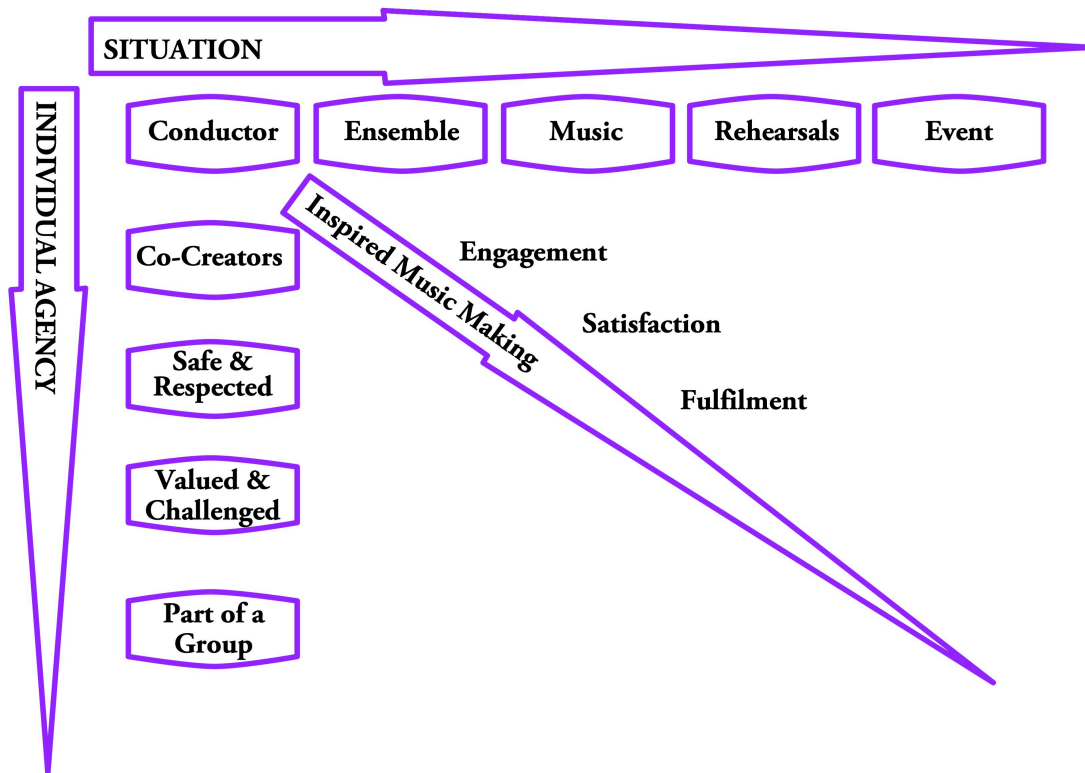 SITUATION
INDIVIDUAL AGENCY
Conductor
Ensemble
Music
Rehearsals
Event
Co-Creators
Inspired Music Making
Engagement
Satisfaction
Fulfilment
Safe &
Respected
Valued &
Challenged
Part of a
Group